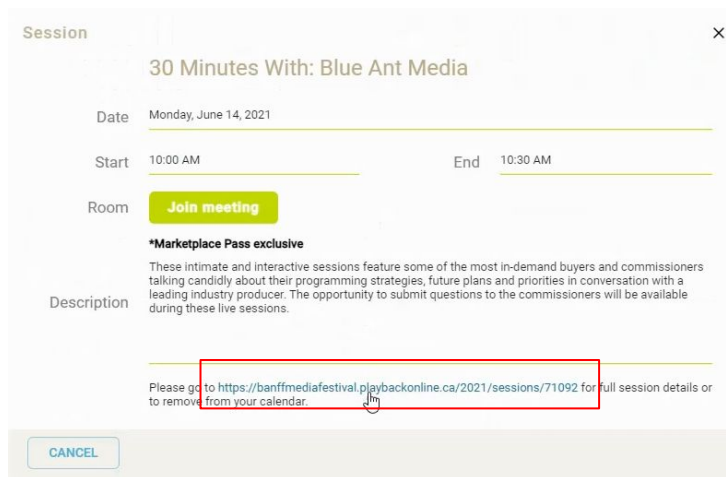 Session
30 Minutes With: Blue Ant Media
Date Monday, June 14, 2021
Start 10:00 AM End 10:30 AM
Room Join meeting
*Marketplace Pass exclusive
These intimate and interactive sessions feature some of the most in-demand buyers and commissioners
talking candidly about their programming strategies, future plans and priorities in conversation with a
leading industry producer. The opportunity to submit questions to the commissioners will be available
Description
during these live sessions.
Please go to https://banffmediafestival.playbackonline.ca/2021/sessions/71092 for full session details or
to remove from your calendar.
CANCEL